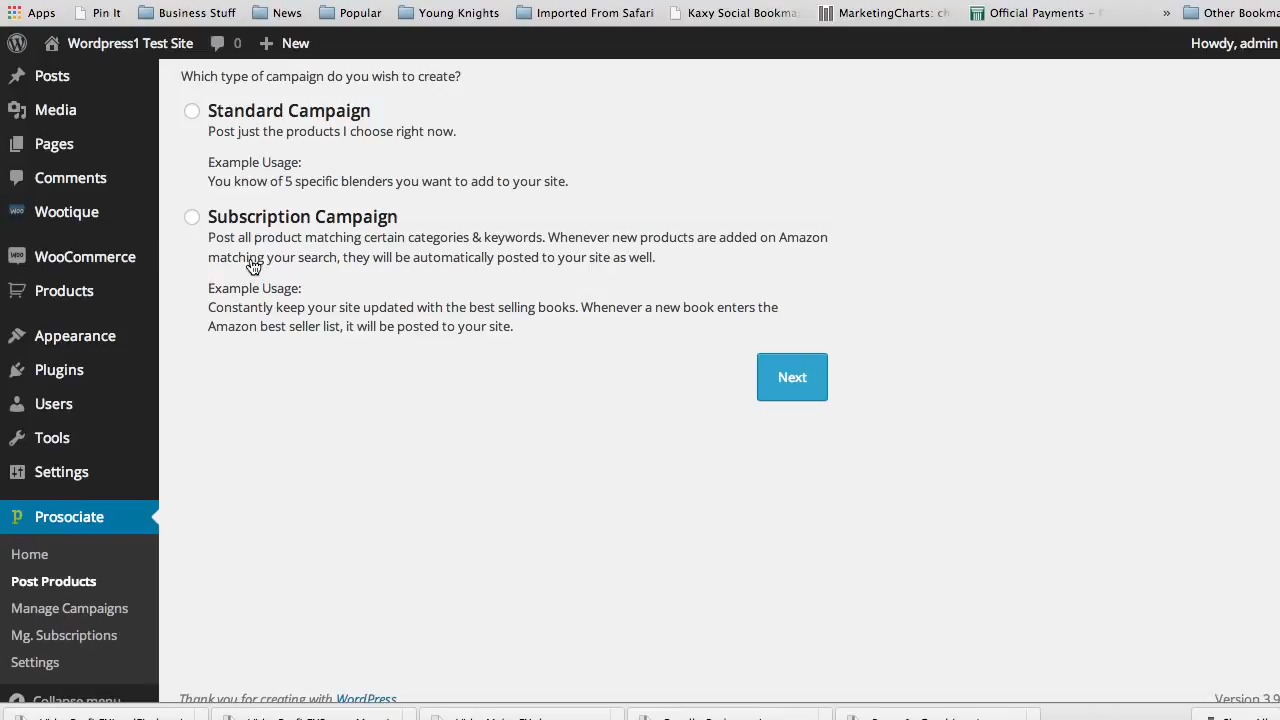 Apps Pin It Business Stuff News Popular Young Knights Imported From Safari Kaxy Social Bookma MarketingCharts: ch Official Payments – » Other Bookma
Wordpress1 Test Site 0 New Howdy, admin
Posts
Media
Pages
Comments
Wootique
WooCommerce
Products
Appearance
Plugins
Users
Tools
Settings
Prosociate
Home
Post Products
Manage Campaigns
Mg. Subscriptions
Settings
Collapse menu
Which type of campaign do you wish to create?
Standard Campaign
Post just the products I choose right now.
Example Usage:
You know of 5 specific blenders you want to add to your site.
Subscription Campaign
Post all product matching certain categories & keywords. Whenever new products are added on Amazon
matching your search, they will be automatically posted to your site as well.
Example Usage:
Constantly keep your site updated with the best selling books. Whenever a new book enters the
Amazon best seller list, it will be posted to your site.
Next
Thank you for creating with WordPress
Version 3.9